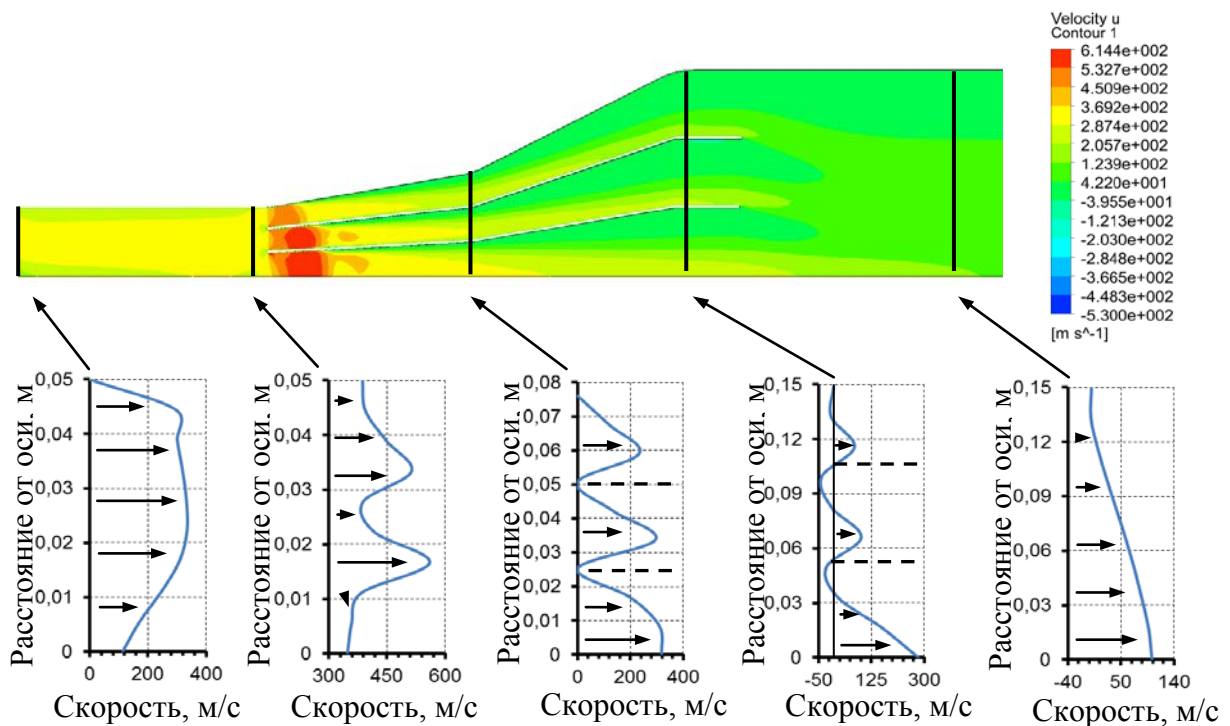 Velocity u
Contour 1
6.144e+002
5.327e+002
4.509e+002
3.692e+002
2.874e+002
2.057e+002
1.239e+002
4.220e+001
-3.955e+001
-1.213e+002
-2.030e+002
-2.848e+002
-3.665e+002
-4.483e+002
-5.300e+002
[m s^-1]
Расстояние от оси. м
0,05
0,04
0,03
0,02
0,01
0
0 200 400
Скорость, м/с
Расстояние от оси. м
0,05
0,04
0,03
0,02
0,01
0
300 450 600
Скорость, м/с
Расстояние от оси. м
0,08
0,07
0,06
0,05
0,04
0,03
0,02
0,01
0
0 200 400
Скорость, м/с
Расстояние от оси. м
0,15
0,12
0,09
0,06
0,03
0
-50 125 300
Скорость, м/с
Расстояние от оси. м
0,15
0,12
0,09
0,06
0,03
0
-40 50 140
Скорость, м/с